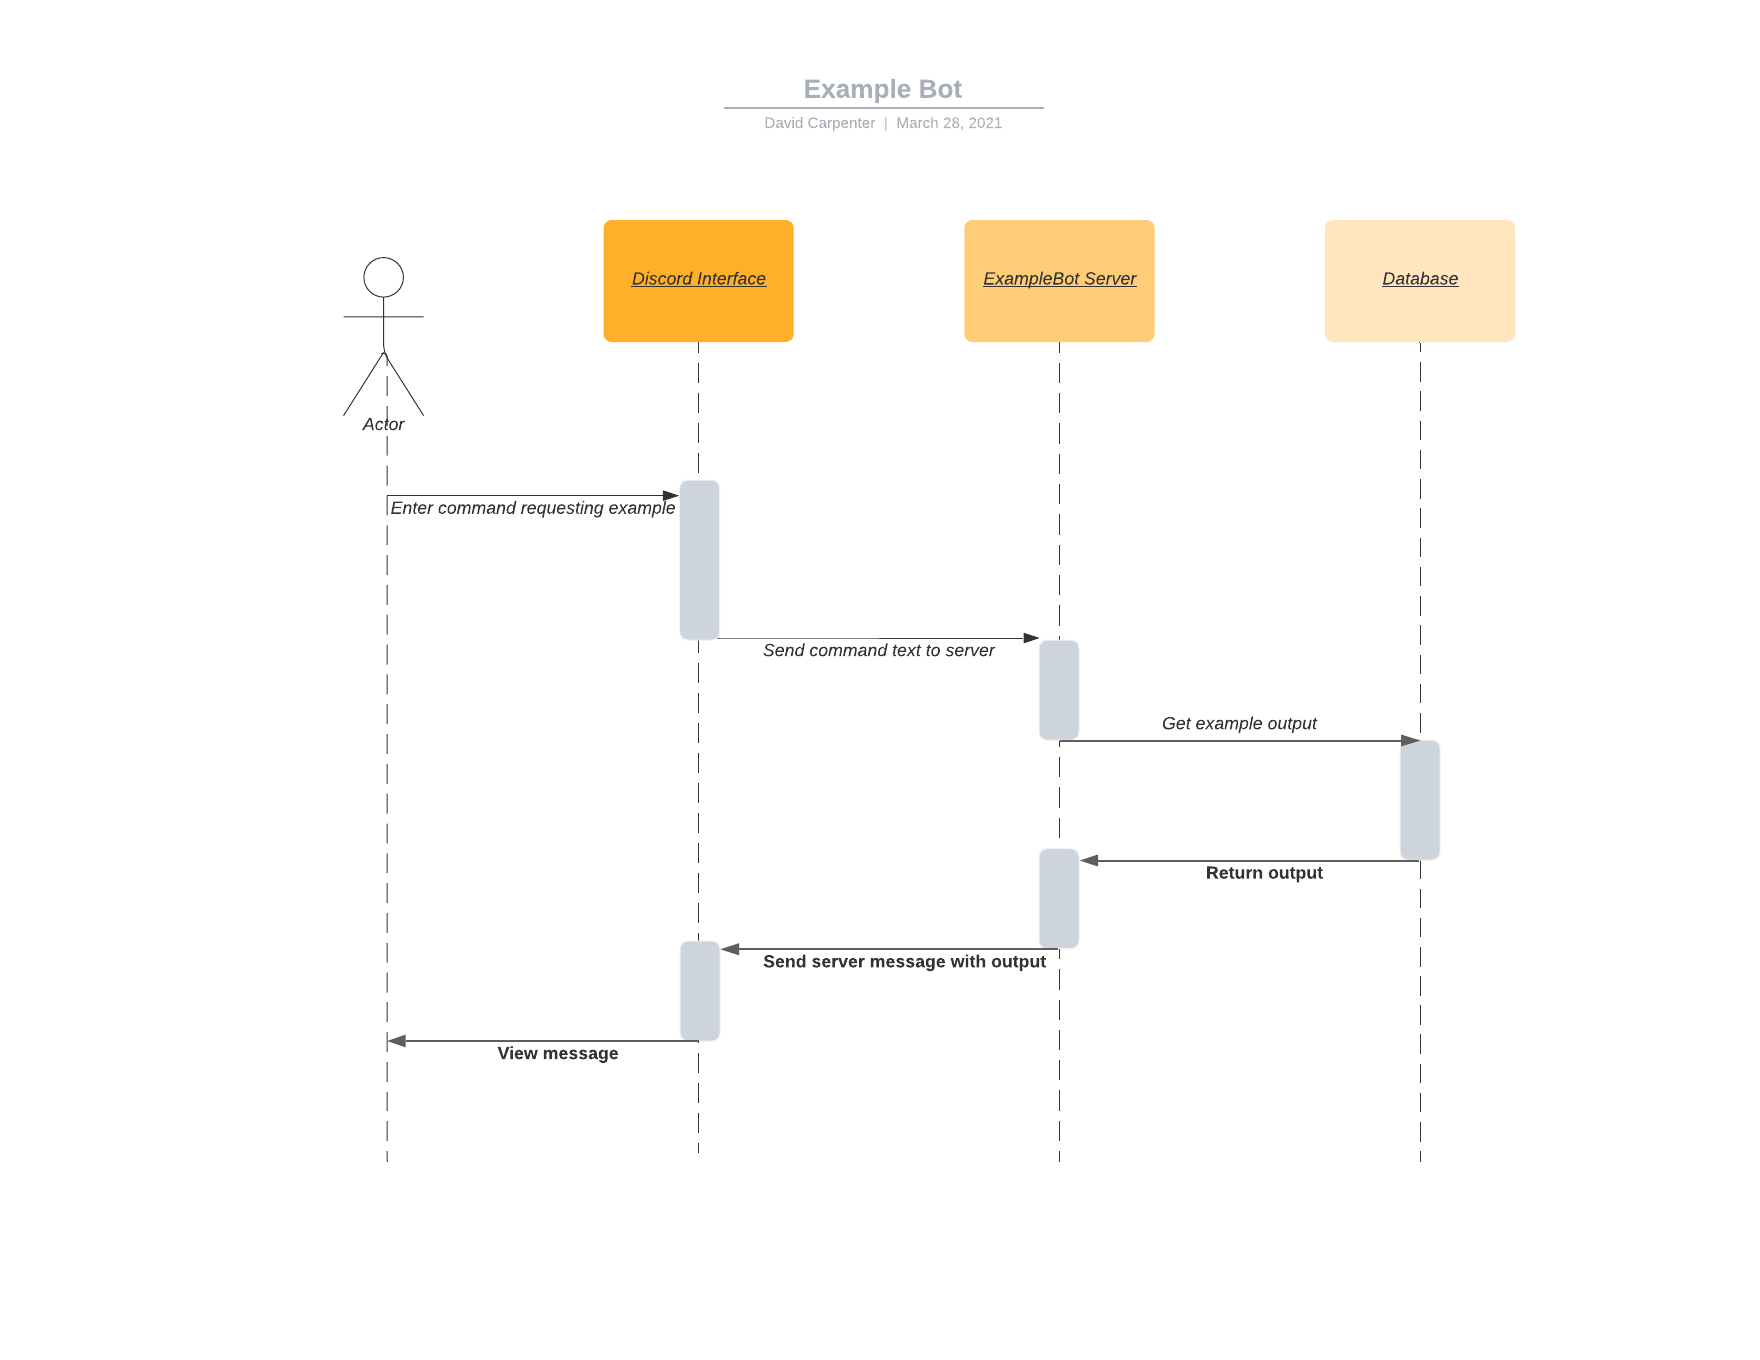 Example Bot
David Carpenter | March 28, 2021
Discord Interface
ExampleBot Server
Database
Actor
Enter command requesting example
Send command text to server
Get example output
Return output
Send server message with output
View message